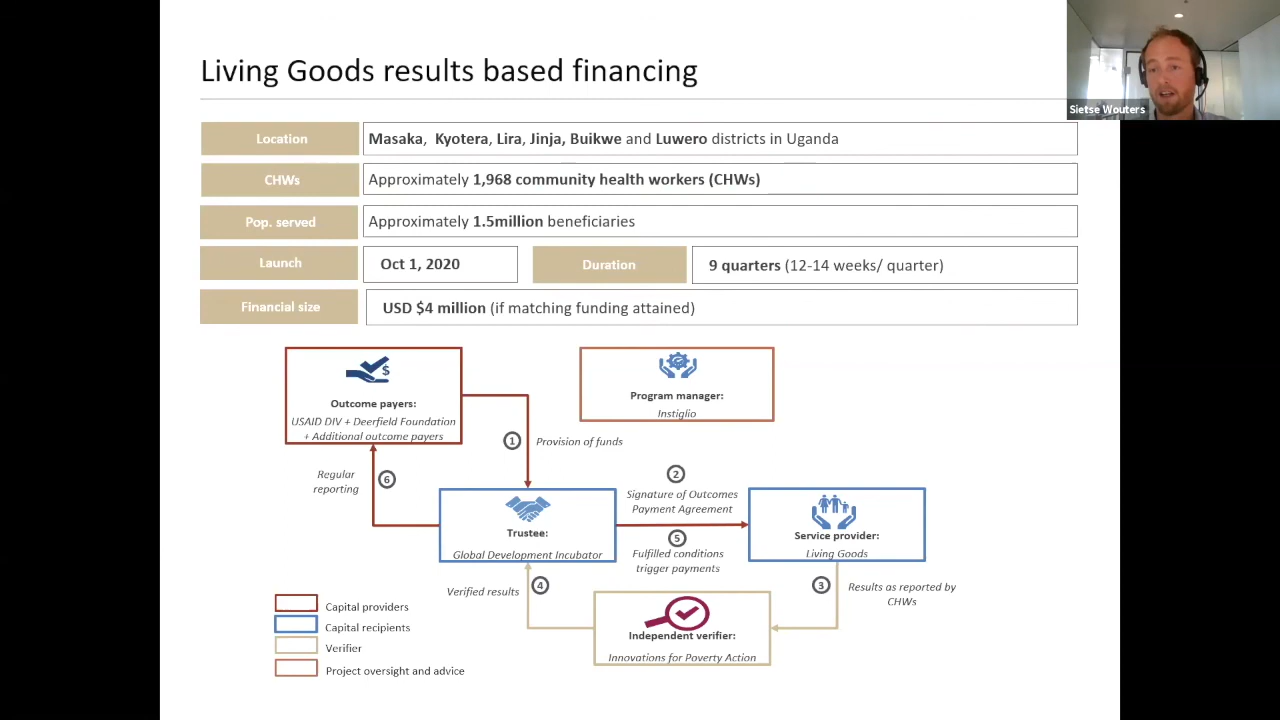 Living Goods results based financing
Sietse Wouters
Location
Masaka, Kyotera, Lira, Jinja, Buikwe and Luwero districts in Uganda
CHWs
Approximately 1,968 community health workers (CHWs)
Pop. served
Approximately 1.5million beneficiaries
Launch
Oct 1, 2020
Duration
9 quarters (12-14 weeks/ quarter)
Financial size
USD $4 million (if matching funding attained)
$
Outcome payers:
USAID DIV + Deerfield Foundation
+ Additional outcome payers
Program manager:
Instiglio
1
Provision of funds
Regular
reporting
6
2
Signature of Outcomes
Payment Agreement
Trustee:
Global Development Incubator
5
Fulfilled conditions
trigger payments
Service provider:
Living Goods
Verified results
4
3
Results as reported by
CHWs
Independent verifier:
Innovations for Poverty Action
Capital providers
Capital recipients
Verifier
Project oversight and advice